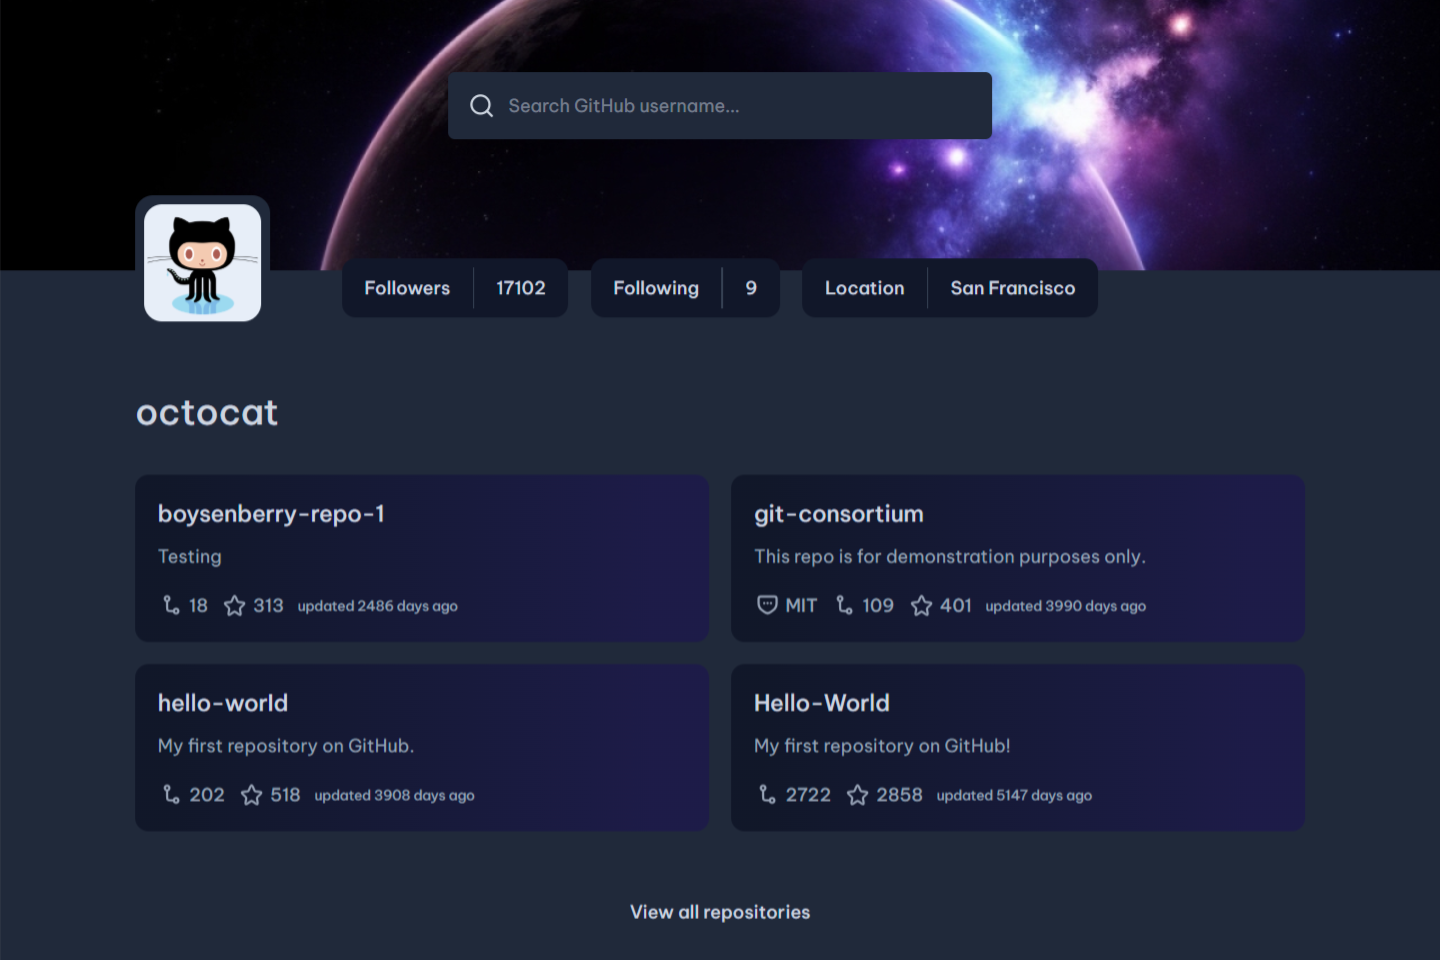 Search GitHub username...
Followers 17102 Following 9 Location San Francisco
octocat
boysenberry-repo-1
Testing
18 313 updated 2486 days ago
git-consortium
This repo is for demonstration purposes only.
MIT 109 401 updated 3990 days ago
hello-world
My first repository on GitHub.
202 518 updated 3908 days ago
Hello-World
My first repository on GitHub!
2722 2858 updated 5147 days ago
View all repositories